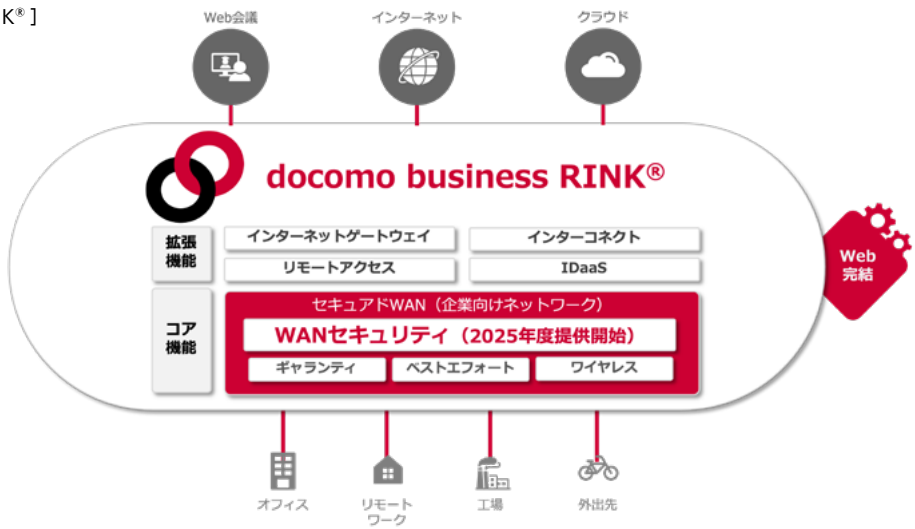 K® ]
Web会議
インターネット
クラウド
docomo business RINK®
拡張
機能
インターネットゲートウェイ
インターコネクト
リモートアクセス
IDaaS
Web
完結
コア
機能
セキュアドWAN（企業向けネットワーク）
WANセキュリティ（2025年度提供開始）
ギャランティ
ベストエフォート
ワイヤレス
オフィス
リモート
ワーク
工場
外出先